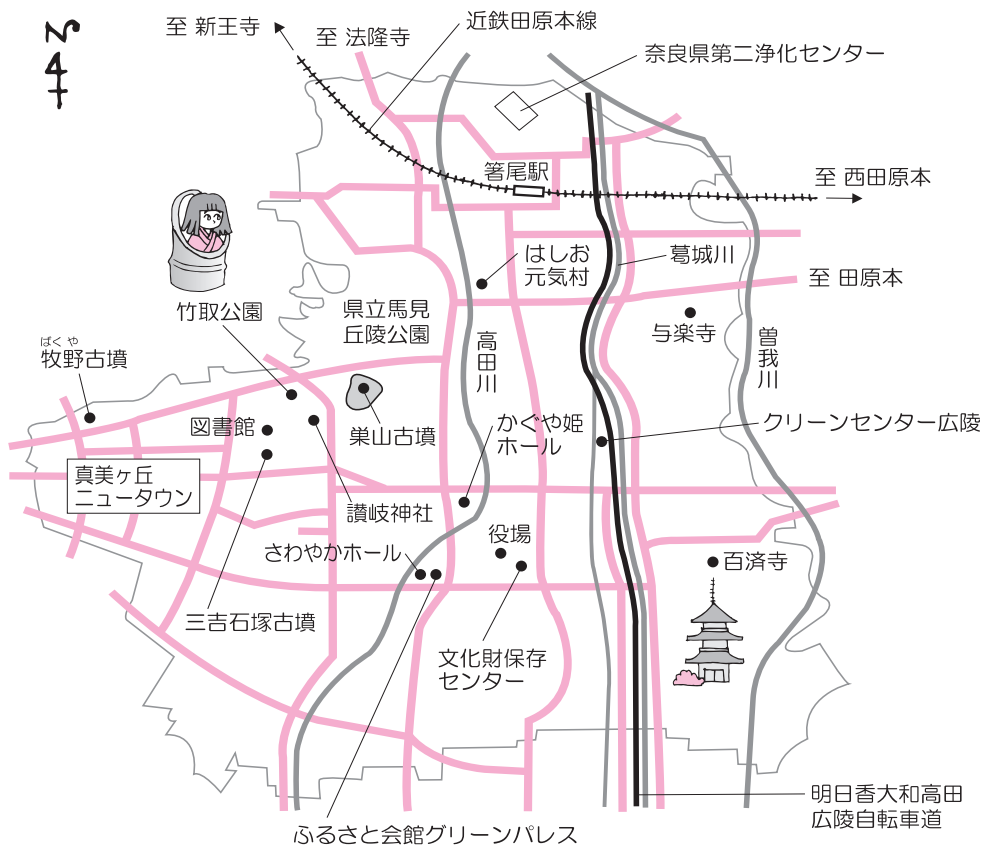 N
至 新王寺
近鉄田原本線
至 法隆寺
奈良県第二浄化センター
箸尾駅
至 西田原本
はしお
元気村
葛城川
至 田原本
竹取公園
県立馬見
丘陵公園
高田川
与楽寺
曽我川
ばくや
牧野古墳
図書館
巣山古墳
かぐや姫
ホール
クリーンセンター広陵
真美ヶ丘
ニュータウン
讃岐神社
役場
さわやかホール
百済寺
三吉石塚古墳
文化財保存
センター
明日香大和高田
広陵自転車道
ふるさと会館グリーンパレス